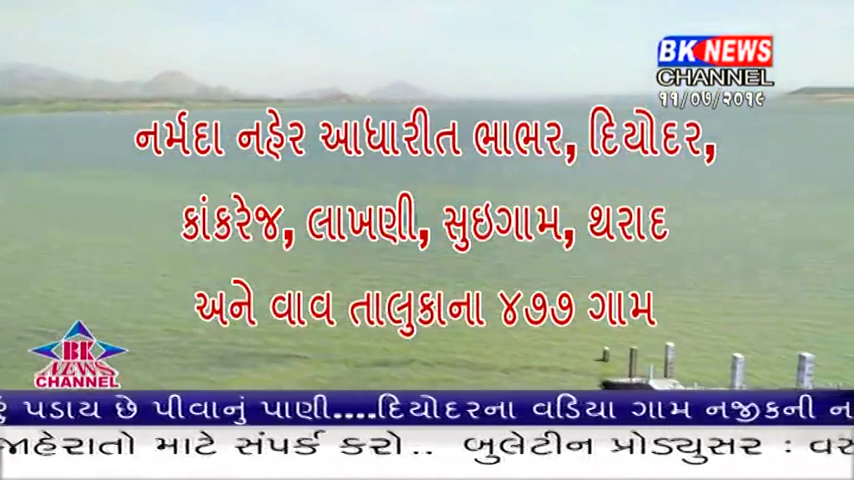 BK NEWS
CHANNEL
૧૧/૦૭/૨૦૧૯
નર્મદા નહેર આધારીત ભાભર, દિયોદર,
કાંકરેજ, લાખણી, સુઇગામ, થરાદ
અને વાવ તાલુકાના ૪૭૭ ગામ
BK
NEWS
CHANNEL
પડાય છે પીવાનું પાણી....દિયોદરના વડિયા ગામ નજીકની
જાહેરાતો માટે સંપર્ક કરો.. બુલેટીન પ્રોડ્યુસર :